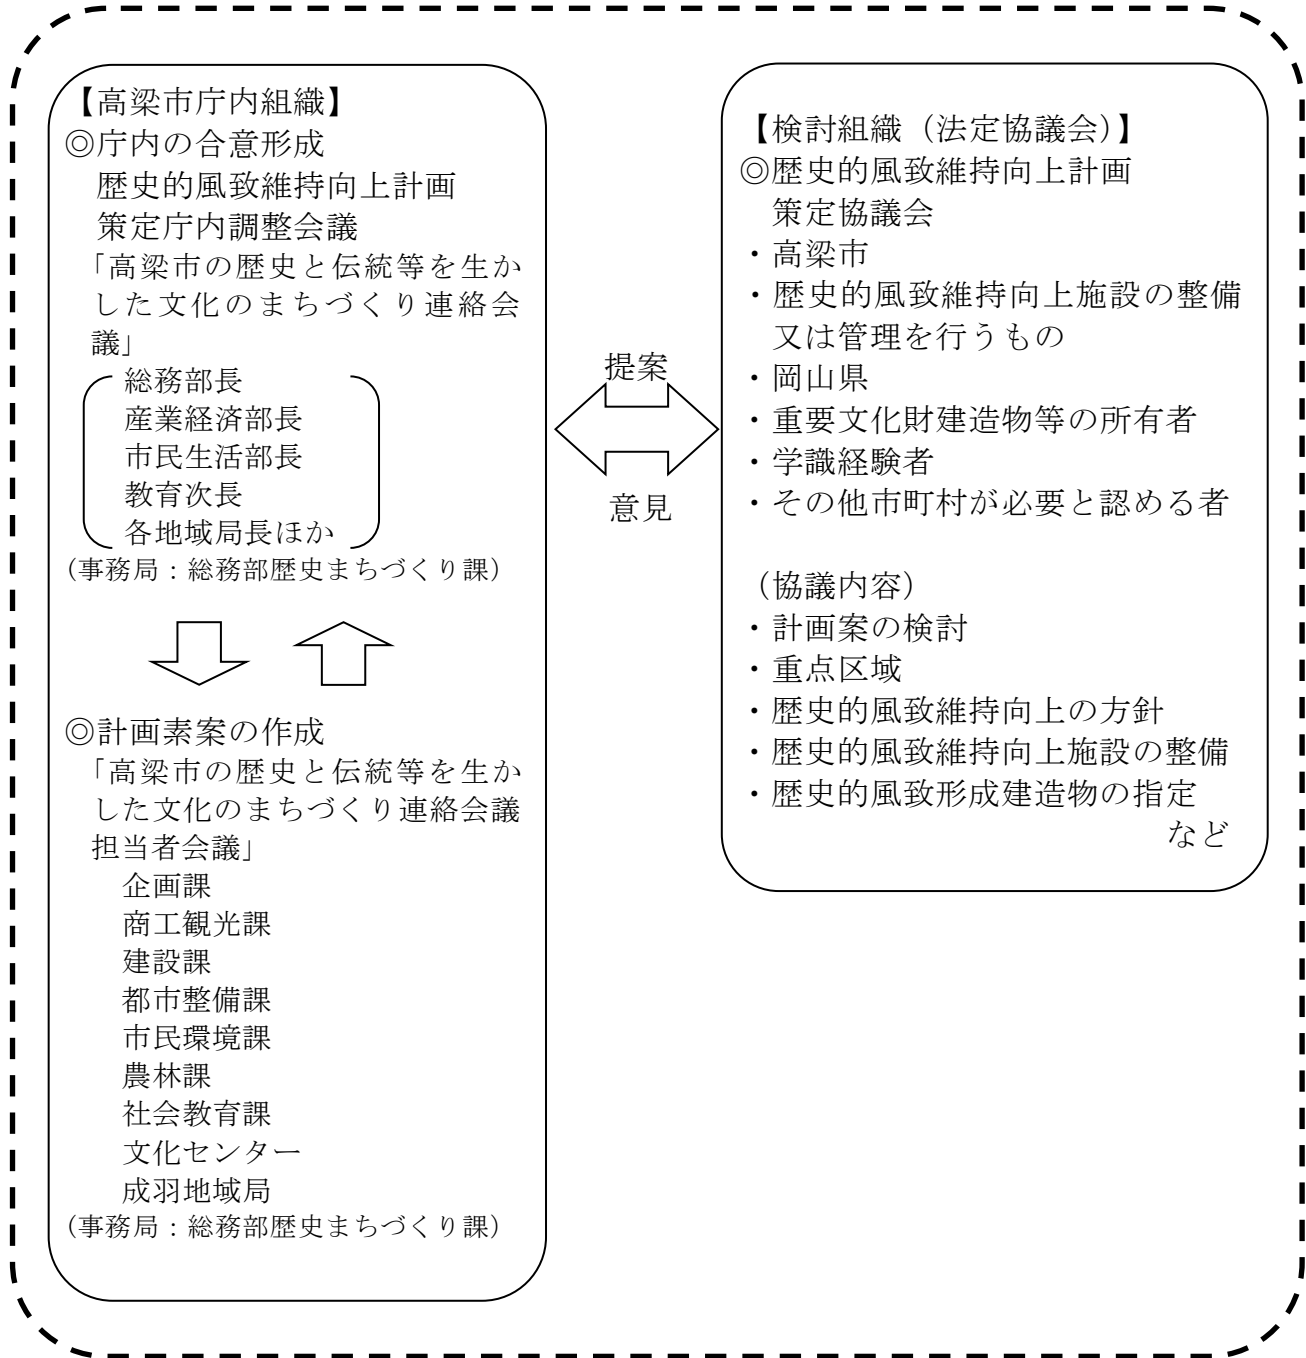 【高梁市庁内組織】
◎庁内の合意形成
歴史的風致維持向上計画
策定庁内調整会議
「高梁市の歴史と伝統等を生か
した文化のまちづくり連絡会
議」
総務部長
産業経済部長
市民生活部長
教育次長
各地域局長ほか
（事務局：総務部歴史まちづくり課）
◎計画素案の作成
「高梁市の歴史と伝統等を生か
した文化のまちづくり連絡会議
担当者会議」
企画課
商工観光課
建設課
都市整備課
市民環境課
農林課
社会教育課
文化センター
成羽地域局
（事務局：総務部歴史まちづくり課）
提案
意見
【検討組織（法定協議会）】
◎歴史的風致維持向上計画
策定協議会
・高梁市
・歴史的風致維持向上施設の整備
又は管理を行うもの
・岡山県
・重要文化財建造物等の所有者
・学識経験者
・その他市町村が必要と認める者
（協議内容）
・計画案の検討
・重点区域
・歴史的風致維持向上の方針
・歴史的風致維持向上施設の整備
・歴史的風致形成建造物の指定
など